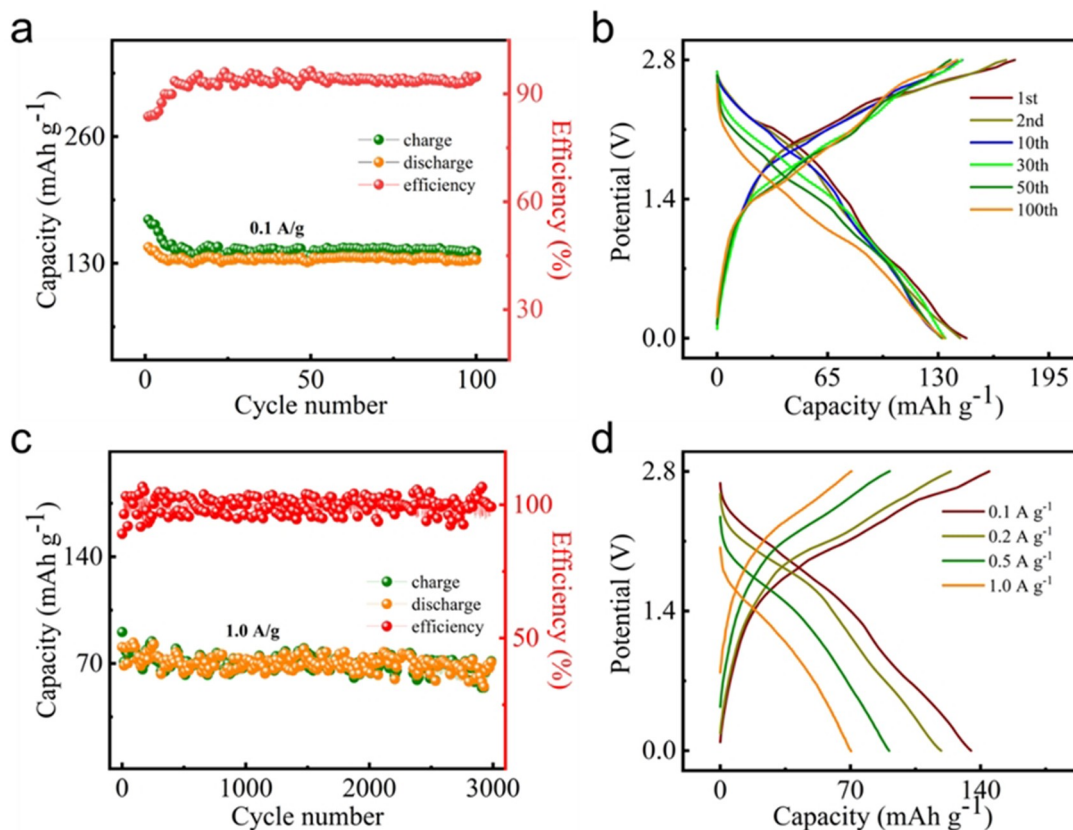 a
260
130
Capacity (mAh g⁻¹)
charge
discharge
efficiency
0.1 A/g
90
60
30
Efficiency (%)
0
50
100
Cycle number
b
2.8
1.4
0.0
Potential (V)
1st
2nd
10th
30th
50th
100th
0
65
130
195
Capacity (mAh g⁻¹)
c
140
70
Capacity (mAh g⁻¹)
charge
discharge
efficiency
1.0 A/g
100
50
Efficiency (%)
0
1000
2000
3000
Cycle number
d
2.8
1.4
0.0
Potential (V)
0.1 A g⁻¹
0.2 A g⁻¹
0.5 A g⁻¹
1.0 A g⁻¹
0
70
140
Capacity (mAh g⁻¹)